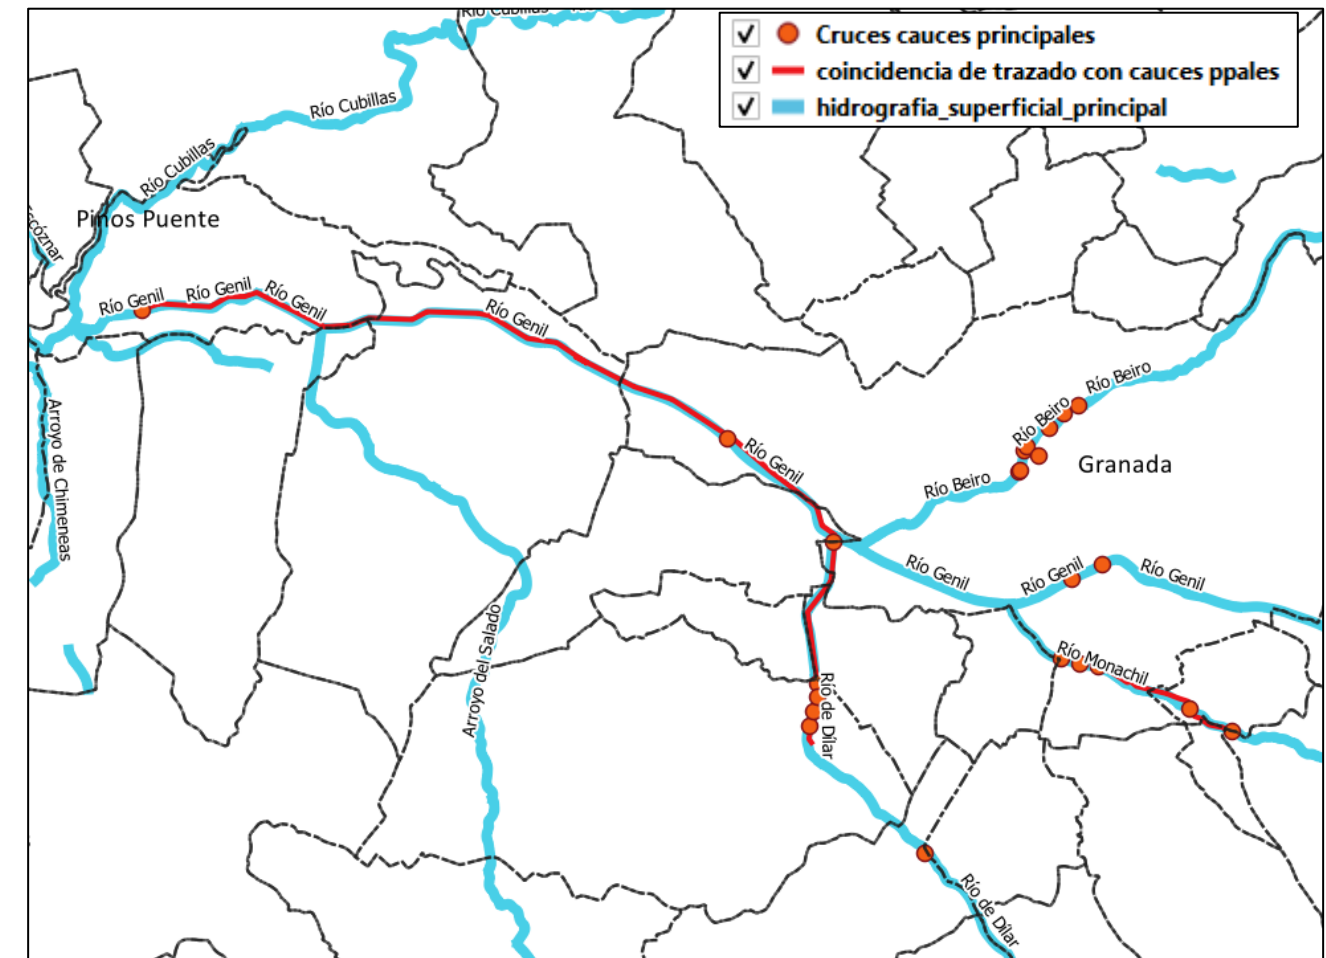 Río Cubillas
Cruces cauces principales
coincidencia de trazado con cauces ppales
hidrografia_superficial_principal
Río Cubillas
Río Cubillas
Pinos Puente
Río Genil
Río Genil
Río Genil
Río Genil
Río Beiro
Río Beiro
Río Genil
Granada
Río Beiro
Arroyo de Chimeneas
Río Genil
Río Genil
Río Genil
Arroyo del Salado
Río Monachil
Río de Dílar
Río de Dílar